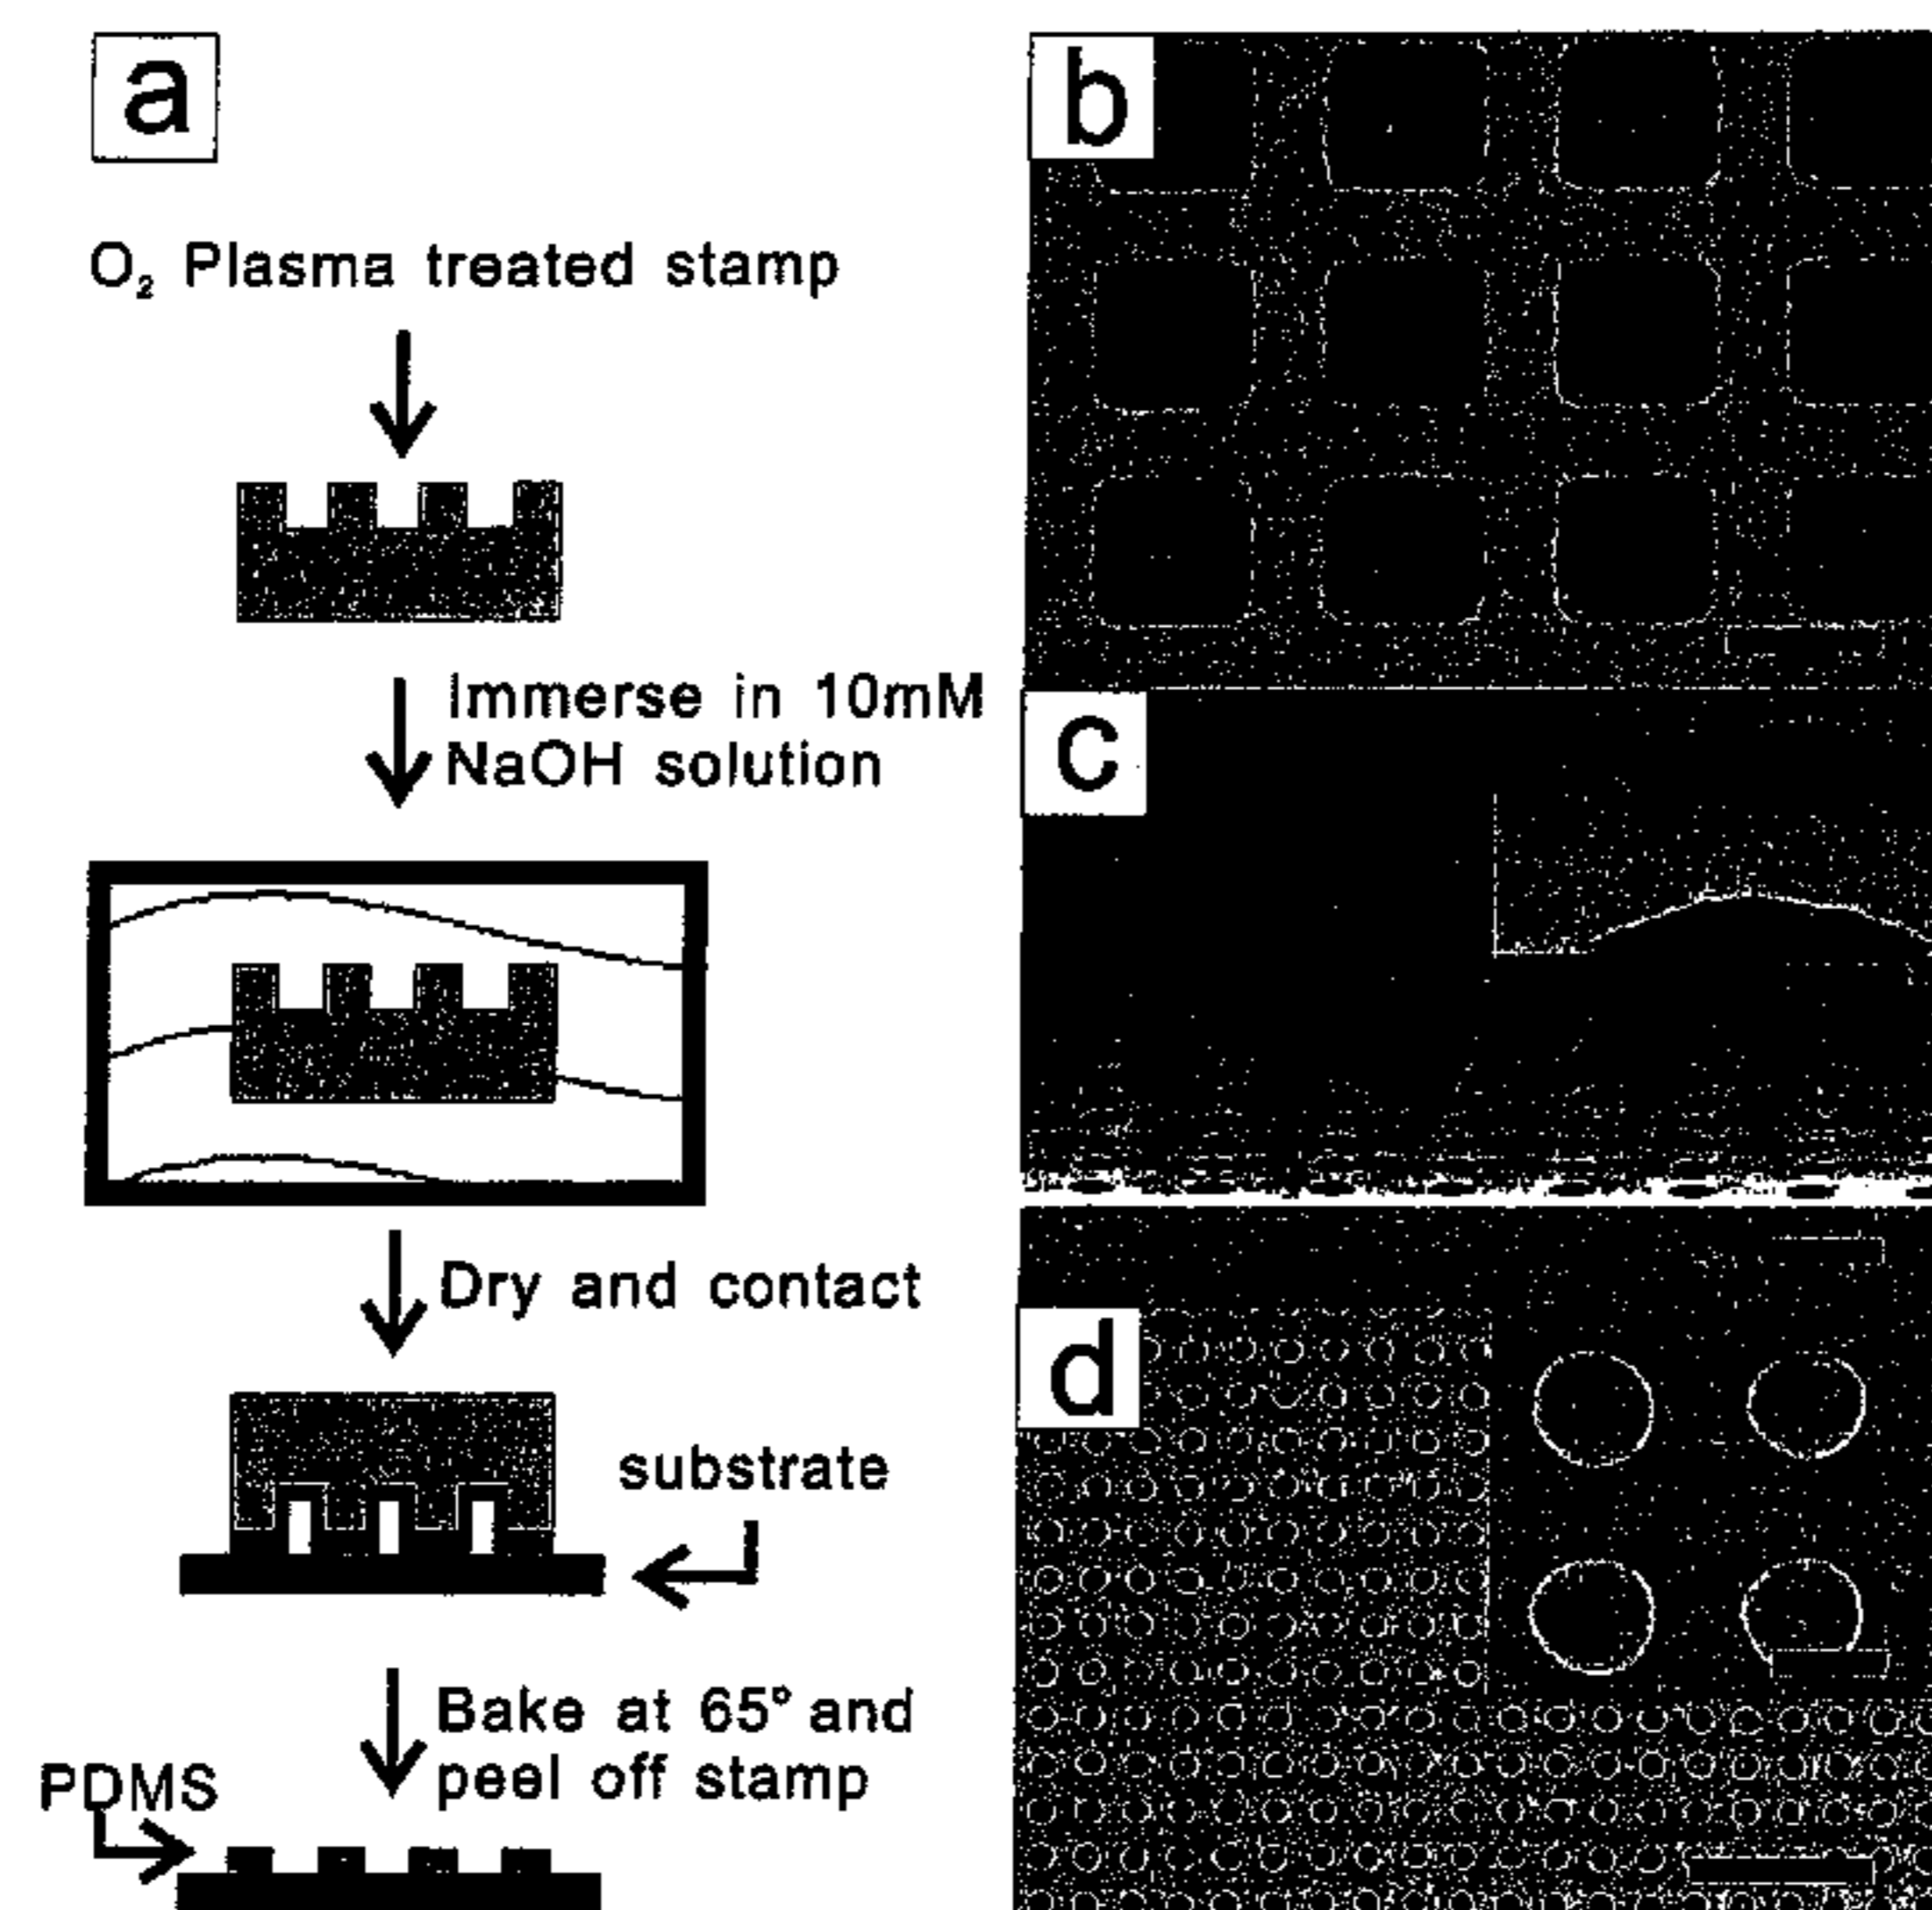 a
O₂ Plasma treated stamp
Immerse in 10mM
NaOH solution
Dry and contact
substrate
Bake at 65° and
peel off stamp
PDMS
b
c
d